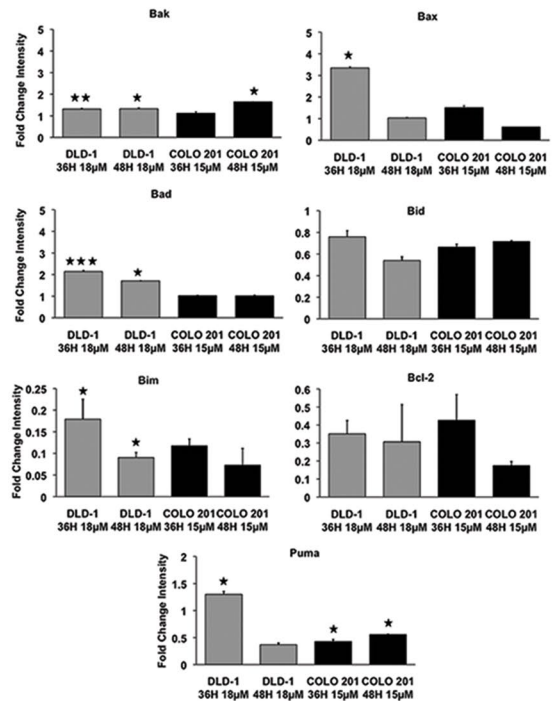 Bak
Fold Change Intensity
5
4
3
2
1
0
★★
★
★
DLD-1 DLD-1 COLO 201 COLO 201
36H 18µM 48H 18µM 36H 15µM 48H 15µM
Bax
5
4
3
2
1
0
★
DLD-1 DLD-1 COLO 201 COLO 201
36H 18µM 48H 18µM 36H 15µM 48H 15µM
Bad
Fold Change Intensity
5
4
3
2
1
0
★★★
★
DLD-1 DLD-1 COLO 201 COLO 201
36H 18µM 48H 18µM 36H 15µM 48H 15µM
Bid
1
0.8
0.6
0.4
0.2
0
DLD-1 DLD-1 COLO 201 COLO 201
36H 18µM 48H 18µM 36H 15µM 48H 15µM
Bim
Fold Change Intensity
0.25
0.2
0.15
0.1
0.05
0
★
★
DLD-1 DLD-1 COLO 201 COLO 201
36H 18µM 48H 18µM 36H 15µM 48H 15µM
Bcl-2
0.6
0.5
0.4
0.3
0.2
0.1
0
DLD-1 DLD-1 COLO 201 COLO 201
36H 18µM 48H 18µM 36H 15µM 48H 15µM
Puma
Fold Change Intensity
2
1.5
1
0.5
0
★
★
★
DLD-1 DLD-1 COLO 201 COLO 201
36H 18µM 48H 18µM 36H 15µM 48H 15µM